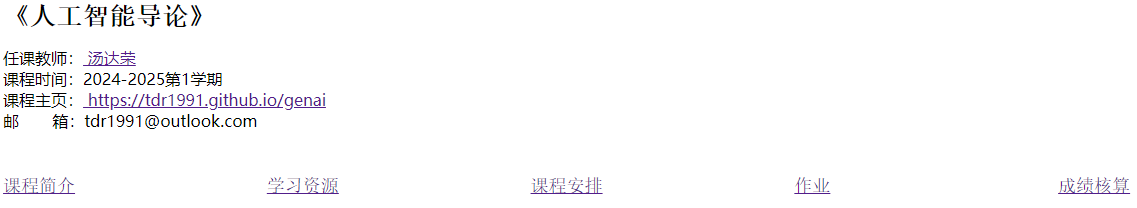 《人工智能导论》
任课教师： 汤达荣
课程时间：2024-2025第1学期
课程主页： https://tdr1991.github.io/genai
邮　　箱：tdr1991@outlook.com
课程简介 学习资源 课程安排 作业 成绩核算